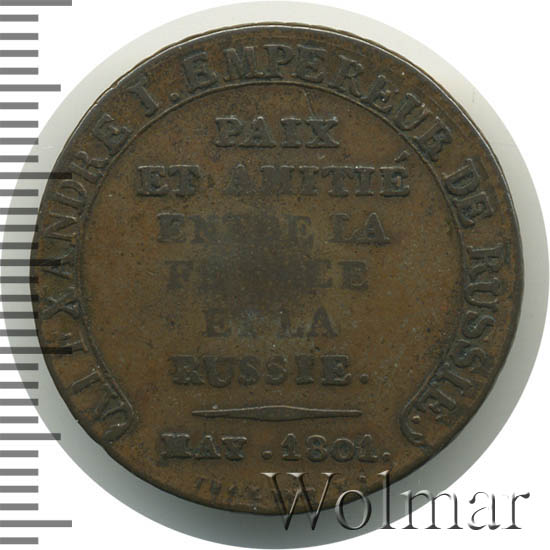 ALEXANDRE I. EMPEREUR DE RUSSIE.
PAIX
ET AMITIÉ
ENTRE LA
FRANCE
ET LA
RUSSIE.
MAY . 1801.
Wolmar